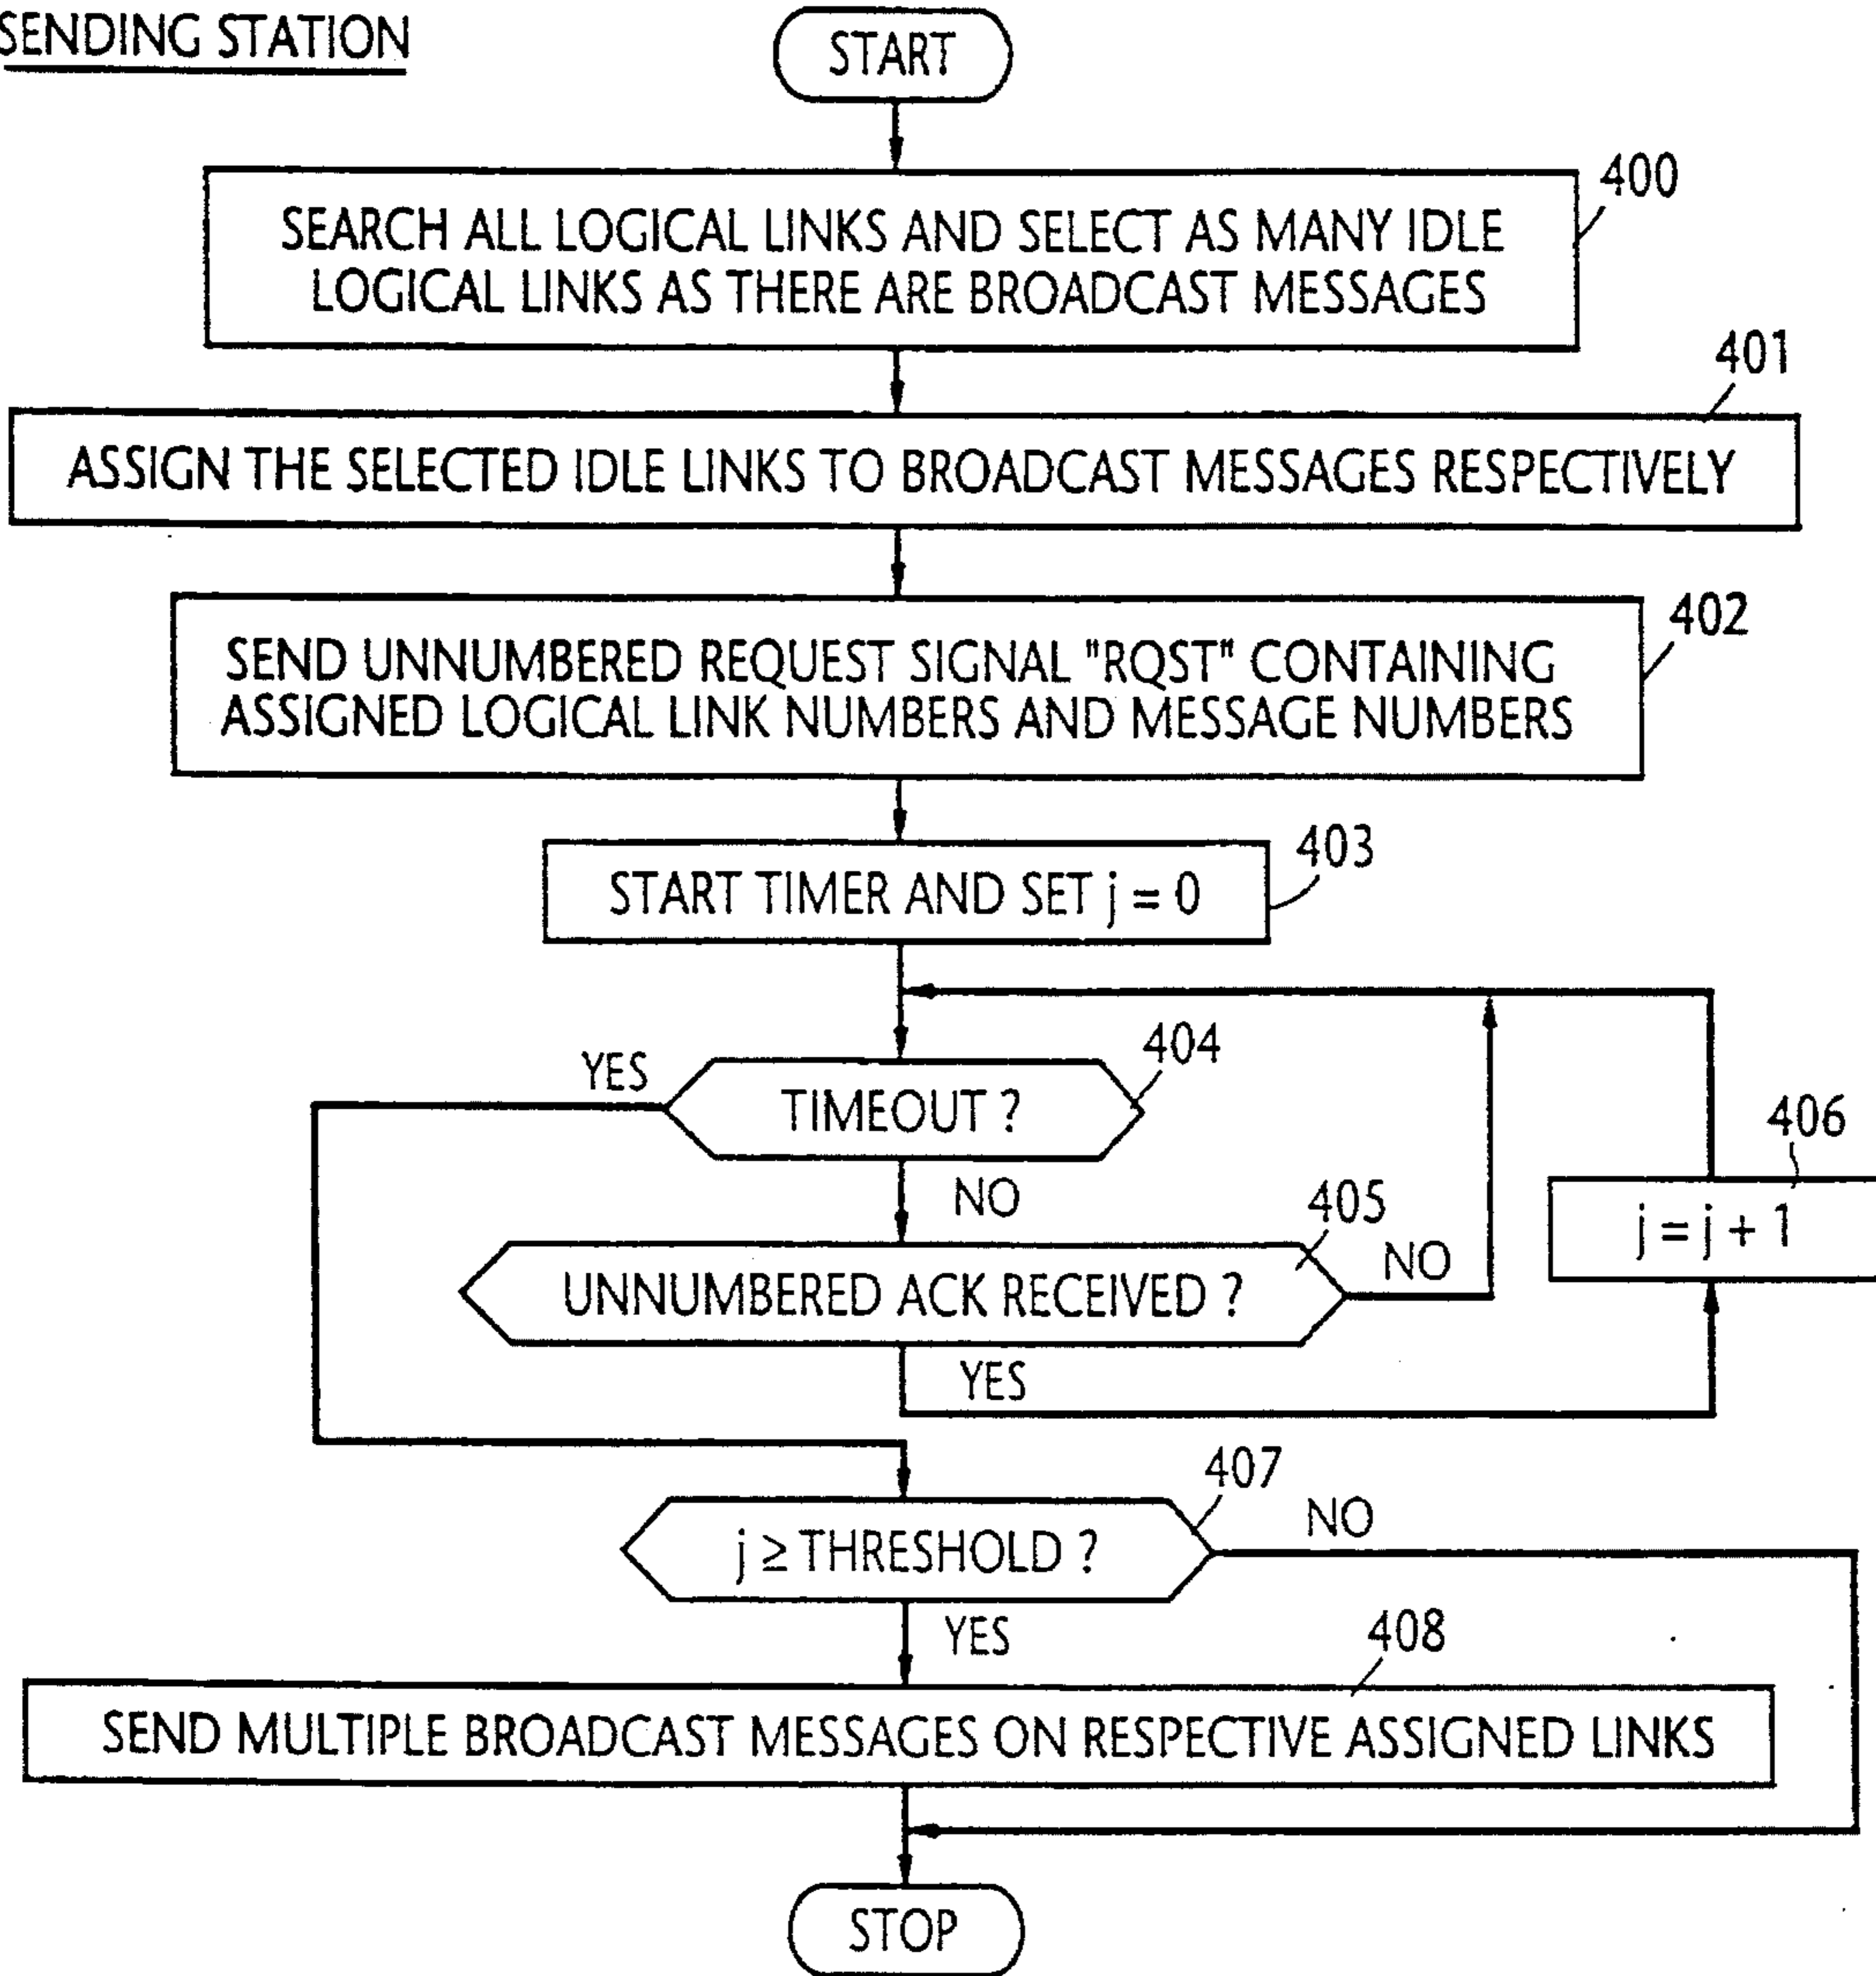 SENDING STATION
START
400
SEARCH ALL LOGICAL LINKS AND SELECT AS MANY IDLE
LOGICAL LINKS AS THERE ARE BROADCAST MESSAGES
401
ASSIGN THE SELECTED IDLE LINKS TO BROADCAST MESSAGES RESPECTIVELY
402
SEND UNNUMBERED REQUEST SIGNAL "RQST" CONTAINING
ASSIGNED LOGICAL LINK NUMBERS AND MESSAGE NUMBERS
403
START TIMER AND SET j = 0
404
YES
TIMEOUT ?
NO
406
j = j + 1
405
UNNUMBERED ACK RECEIVED ?
NO
YES
407
j ≥ THRESHOLD ?
NO
YES
408
SEND MULTIPLE BROADCAST MESSAGES ON RESPECTIVE ASSIGNED LINKS
STOP